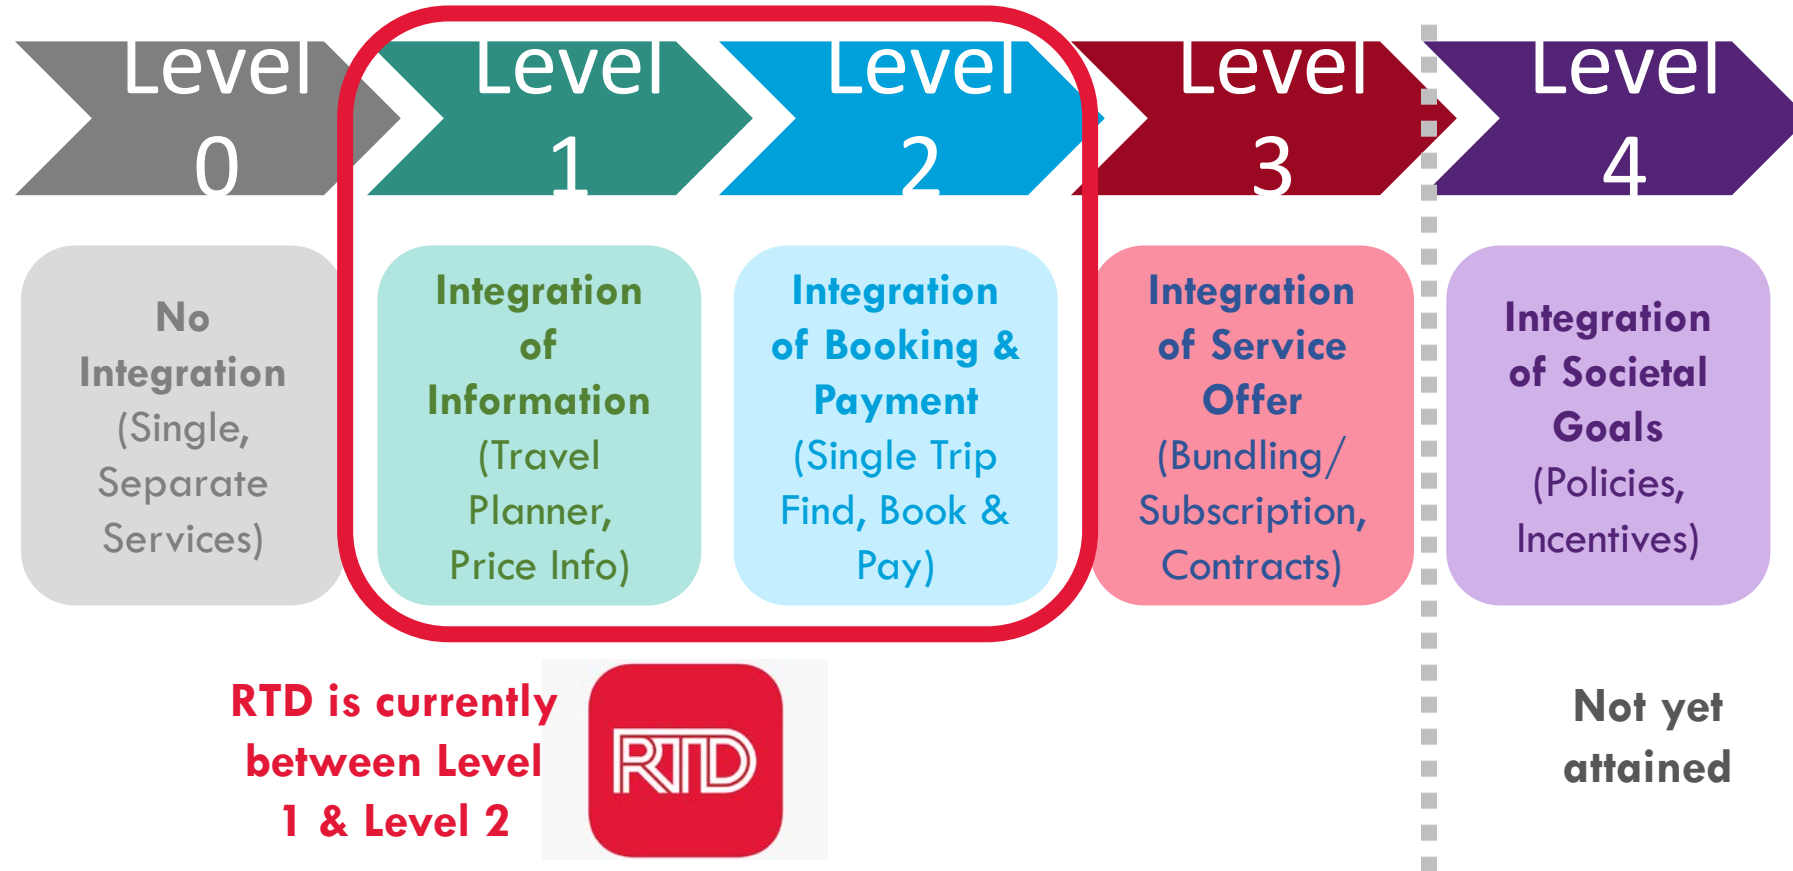 Level
0
Level
1
Level
2
Level
3
Level
4
No
Integration
(Single,
Separate
Services)
Integration
of
Information
(Travel
Planner,
Price Info)
Integration
of Booking &
Payment
(Single Trip
Find, Book &
Pay)
Integration
of Service
Offer
(Bundling/
Subscription,
Contracts)
Integration
of Societal
Goals
(Policies,
Incentives)
RTD is currently
between Level
1 & Level 2
RTD
Not yet
attained